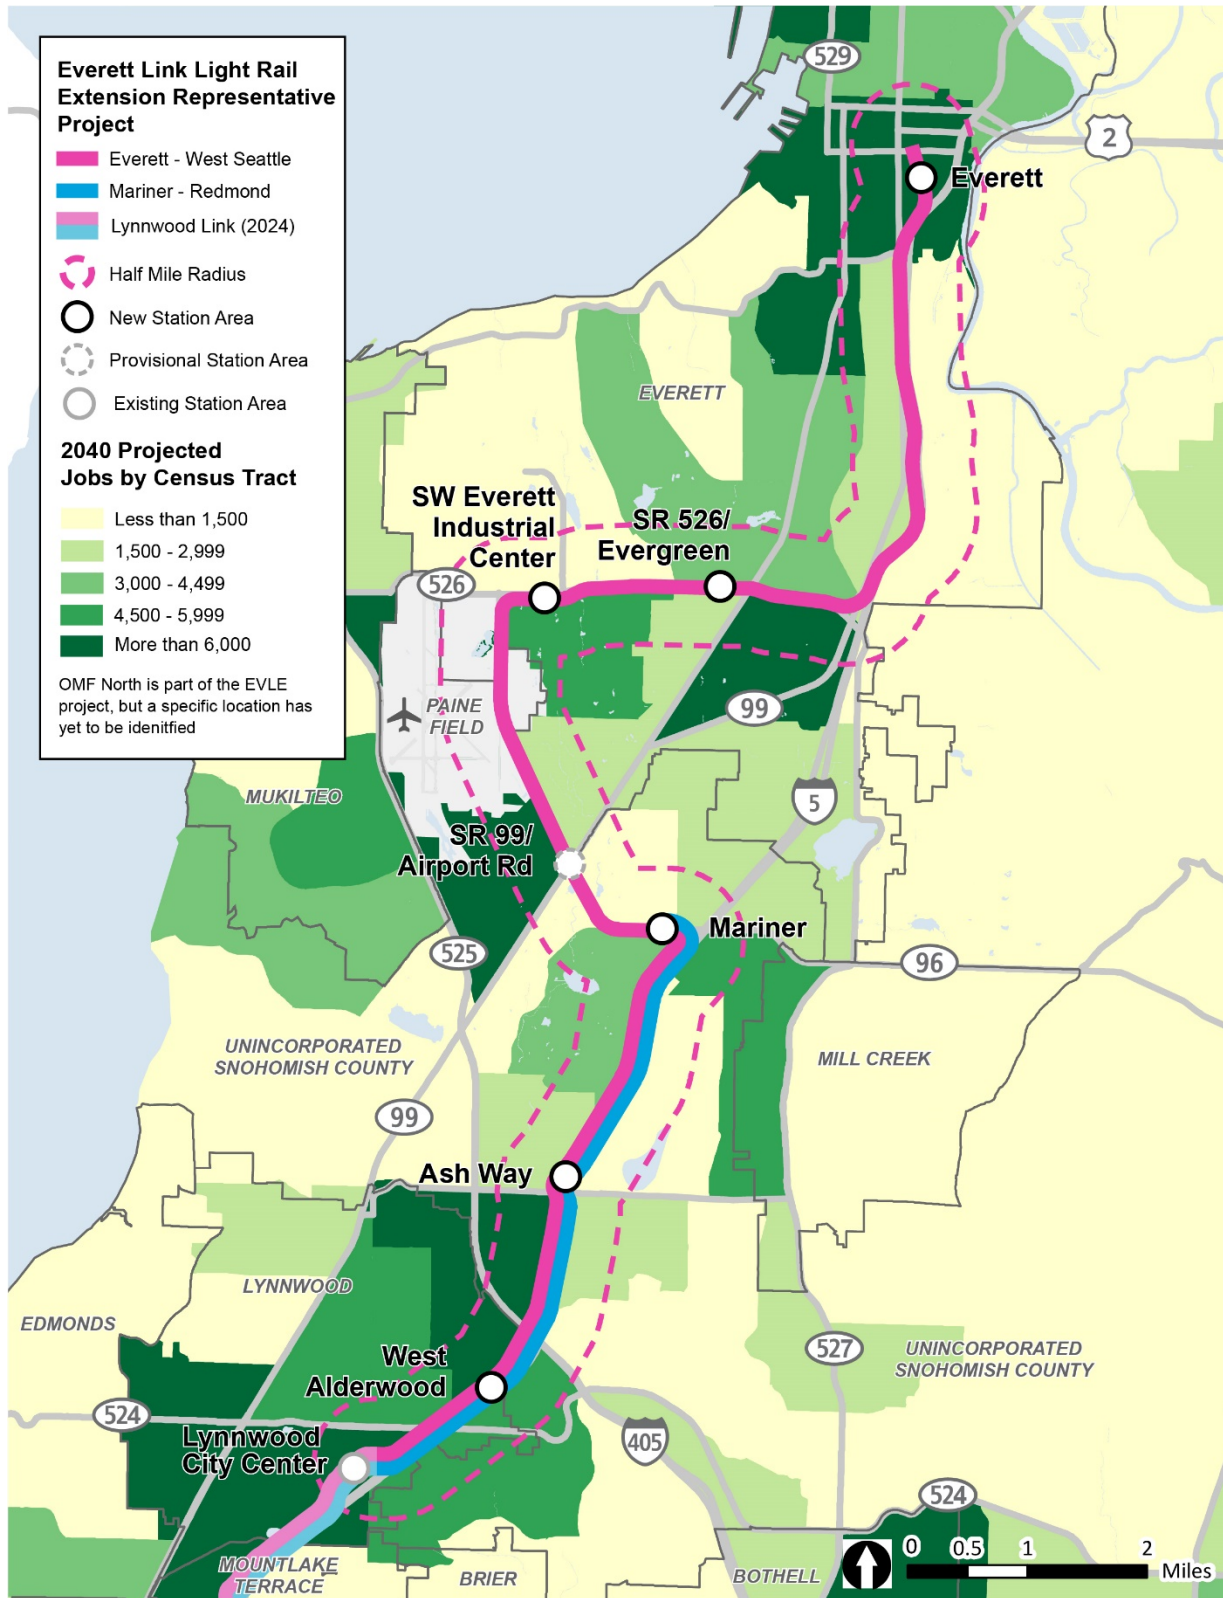 Everett Link Light Rail
Extension Representative
Project
Everett - West Seattle
Mariner - Redmond
Lynnwood Link (2024)
Half Mile Radius
New Station Area
Provisional Station Area
Existing Station Area
2040 Projected
Jobs by Census Tract
Less than 1,500
1,500 - 2,999
3,000 - 4,499
4,500 - 5,999
More than 6,000
OMF North is part of the EVLE
project, but a specific location has
yet to be idenitfied
529
2
Everett
EVERETT
SW Everett
Industrial
Center
SR 526/
Evergreen
526
99
PAINE
FIELD
5
MUKILTEO
SR 99/
Airport Rd
Mariner
525
96
UNINCORPORATED
SNOHOMISH COUNTY
MILL CREEK
99
Ash Way
LYNNWOOD
EDMONDS
527
UNINCORPORATED
SNOHOMISH COUNTY
West
Alderwood
524
Lynnwood
City Center
405
524
MOUNTLAKE
TERRACE
BRIER
BOTHELL
0 0.5 1 2
Miles